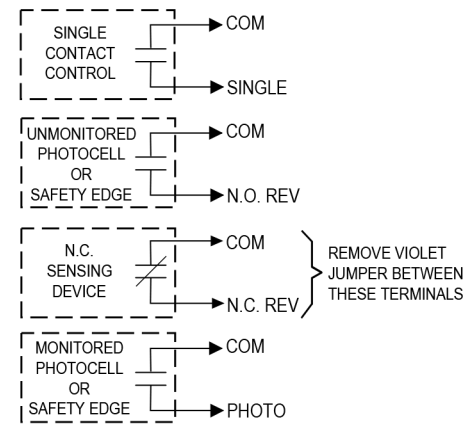 SINGLE
CONTACT
CONTROL
COM
SINGLE
UNMONITORED
PHOTOCELL
OR
SAFETY EDGE
COM
N.O. REV
N.C.
SENSING
DEVICE
COM
N.C. REV
REMOVE VIOLET
JUMPER BETWEEN
THESE TERMINALS
MONITORED
PHOTOCELL
OR
SAFETY EDGE
COM
PHOTO